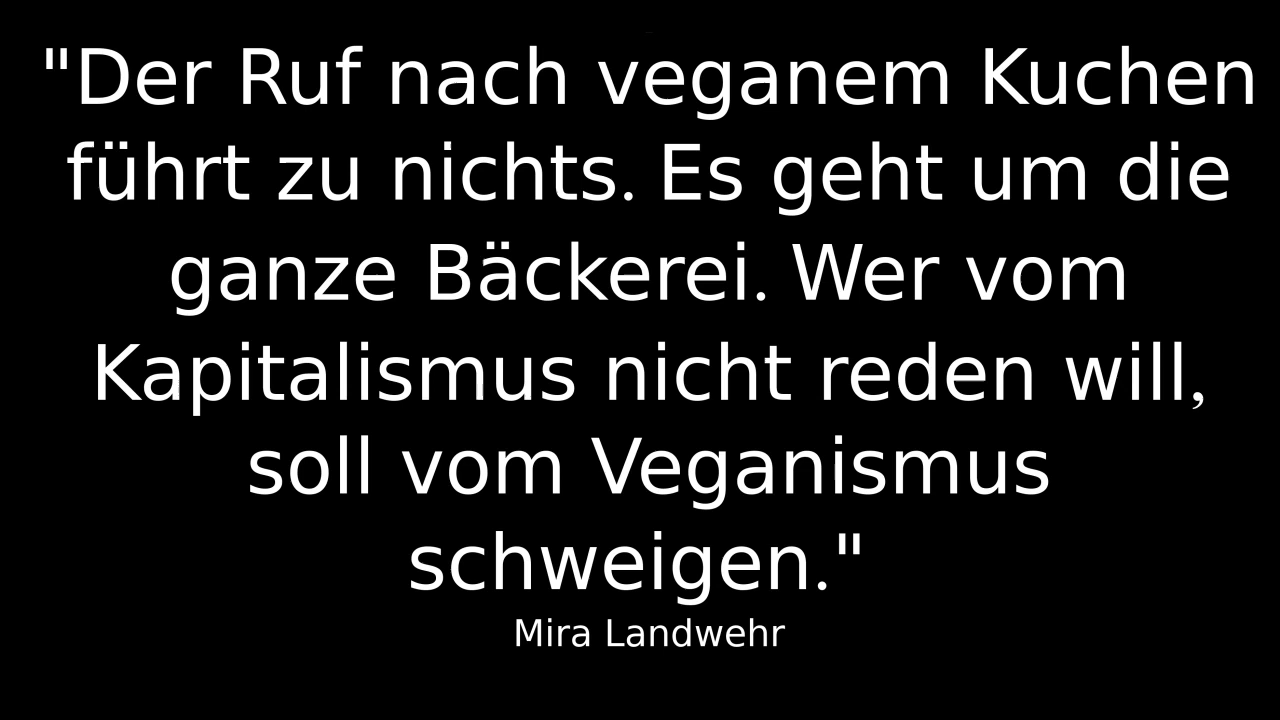 "Der Ruf nach veganem Kuchen
führt zu nichts. Es geht um die
ganze Bäckerei. Wer vom
Kapitalismus nicht reden will,
soll vom Veganismus
schweigen."
Mira Landwehr